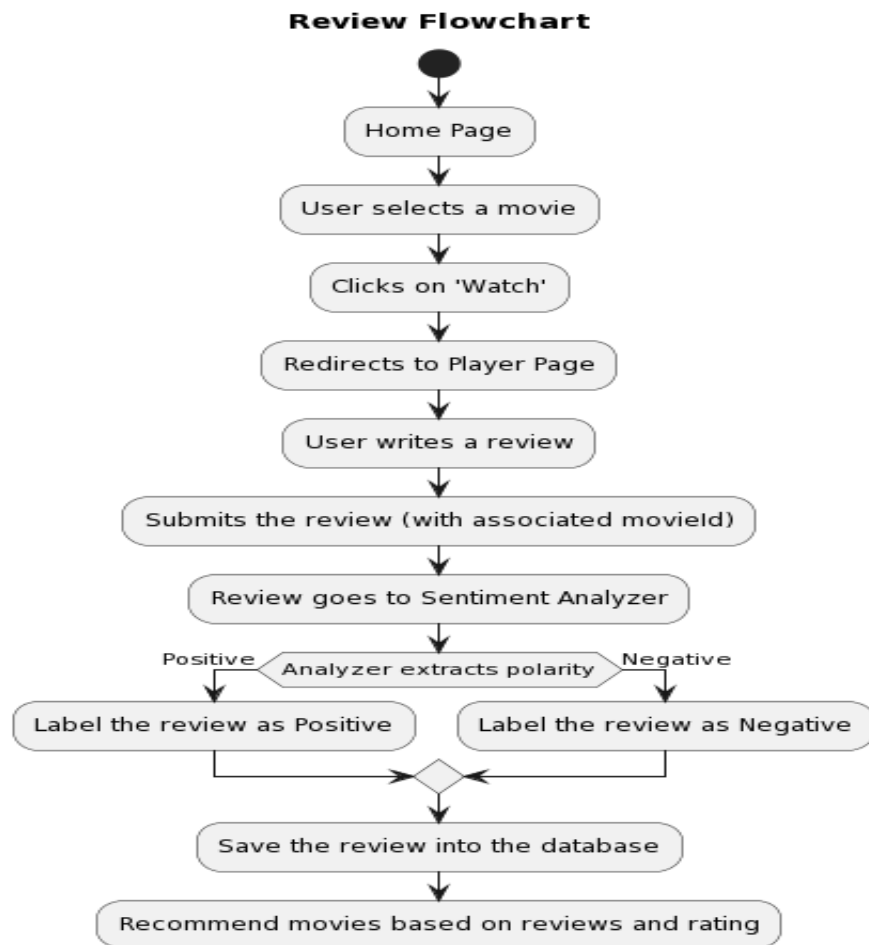 Review Flowchart
Home Page
User selects a movie
Clicks on 'Watch'
Redirects to Player Page
User writes a review
Submits the review (with associated movieId)
Review goes to Sentiment Analyzer
Positive
Analyzer extracts polarity
Negative
Label the review as Positive
Label the review as Negative
Save the review into the database
Recommend movies based on reviews and rating